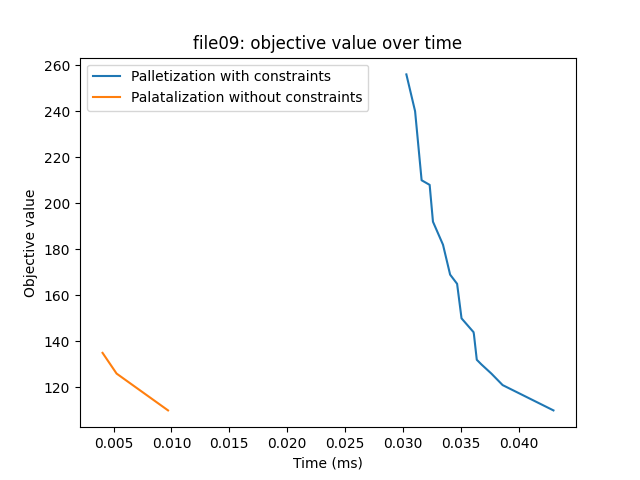 file09: objective value over time
Palletization with constraints
Palatalization without constraints
Objective value
260
240
220
200
180
160
140
120
0.005 0.010 0.015 0.020 0.025 0.030 0.035 0.040
Time (ms)